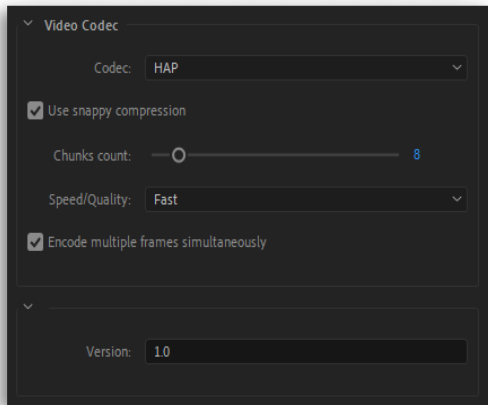 Video Codec
Codec: HAP
Use snappy compression
Chunks count: 8
Speed/Quality: Fast
Encode multiple frames simultaneously
Version: 1.0